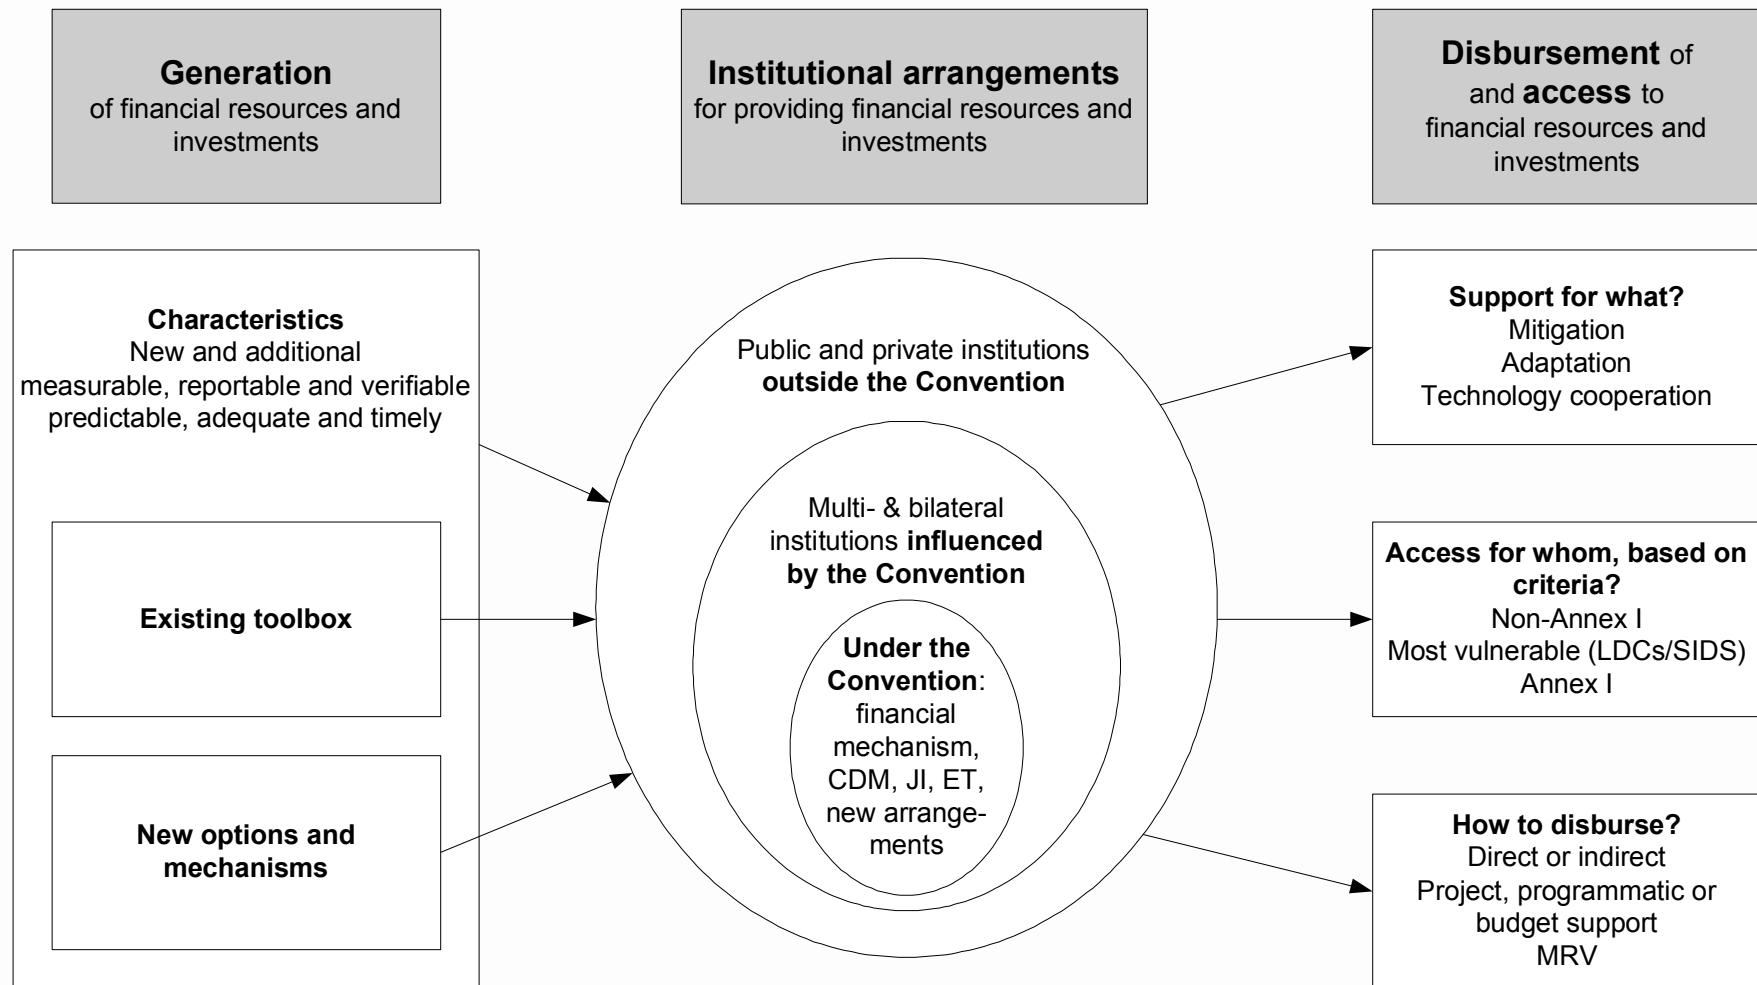 Generation
of financial resources and
investments
Institutional arrangements
for providing financial resources and
investments
Disbursement of
and access to
financial resources and
investments
Characteristics
New and additional
measurable, reportable and verifiable
predictable, adequate and timely
Existing toolbox
New options and
mechanisms
Public and private institutions
outside the Convention
Multi- & bilateral
institutions influenced
by the Convention
Under the
Convention:
financial
mechanism,
CDM, JI, ET,
new arrange-
ments
Support for what?
Mitigation
Adaptation
Technology cooperation
Access for whom, based on
criteria?
Non-Annex I
Most vulnerable (LDCs/SIDS)
Annex I
How to disburse?
Direct or indirect
Project, programmatic or
budget support
MRV